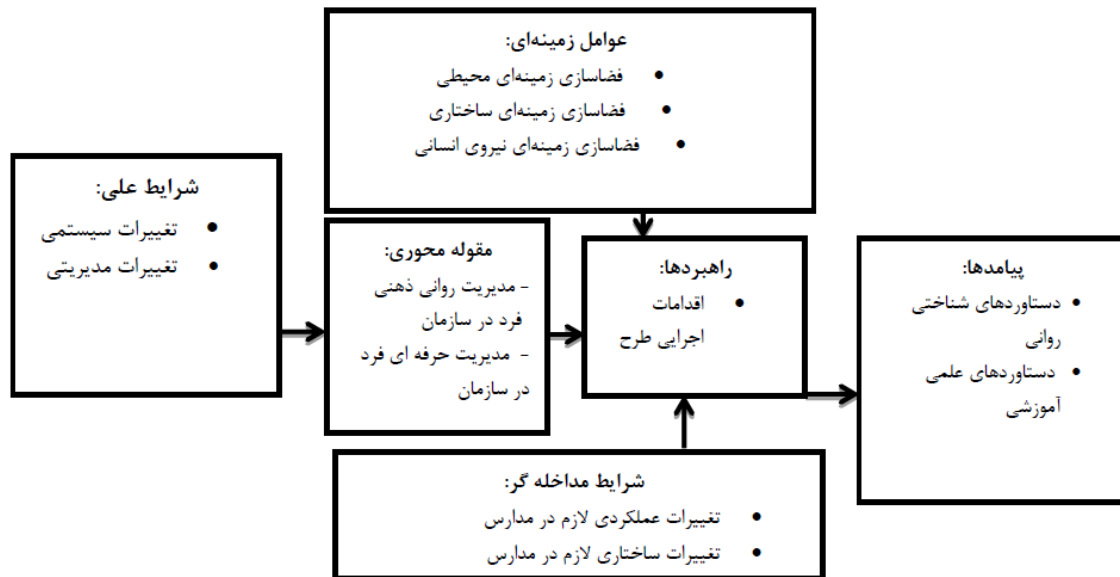 عوامل زمینه‌ای:
• فضاسازی زمینه‌ای محیطی
• فضاسازی زمینه‌ای ساختاری
• فضاسازی زمینه‌ای نیروی انسانی
شرایط علی:
• تغییرات سیستمی
• تغییرات مدیریتی
مقوله محوری:
- مدیریت روانی ذهنی
فرد در سازمان
- مدیریت حرفه ای فرد
در سازمان
راهبردها:
• اقدامات
اجرایی طرح
پیامدها:
• دستاوردهای شناختی
روانی
• دستاوردهای علمی
آموزشی
شرایط مداخله گر:
• تغییرات عملکردی لازم در مدارس
• تغییرات ساختاری لازم در مدارس